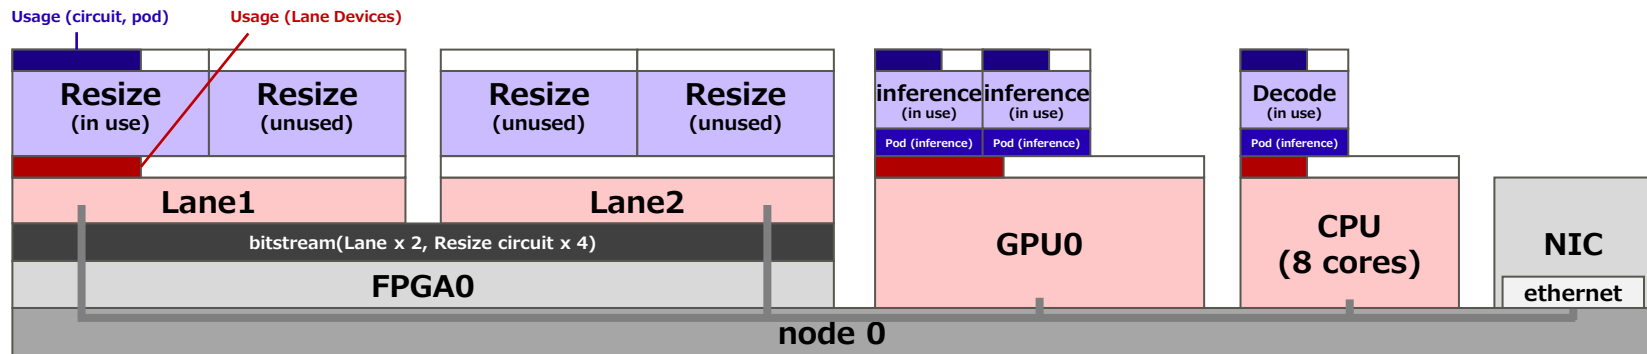 Usage (circuit, pod)
Usage (Lane Devices)
Resize
(in use)
Resize
(unused)
Resize
(unused)
Resize
(unused)
inference
(in use)
inference
(in use)
Decode
(in use)
Pod (inference)
Pod (inference)
Pod (inference)
Lane1
Lane2
GPU0
CPU
(8 cores)
NIC
bitstream(Lane x 2, Resize circuit x 4)
FPGA0
ethernet
node 0